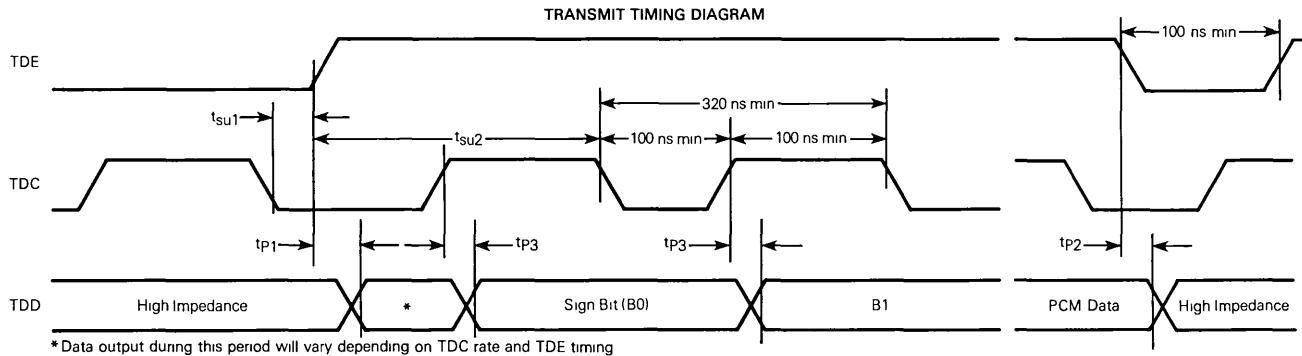 TRANSMIT TIMING DIAGRAM
TDE
100 ns min
tsu1
320 ns min
tsu2
100 ns min
100 ns min
TDC
tP1
tP3
tP3
tP2
TDD
High Impedance
*
Sign Bit (B0)
B1
PCM Data
High Impedance
*Data output during this period will vary depending on TDC rate and TDE timing